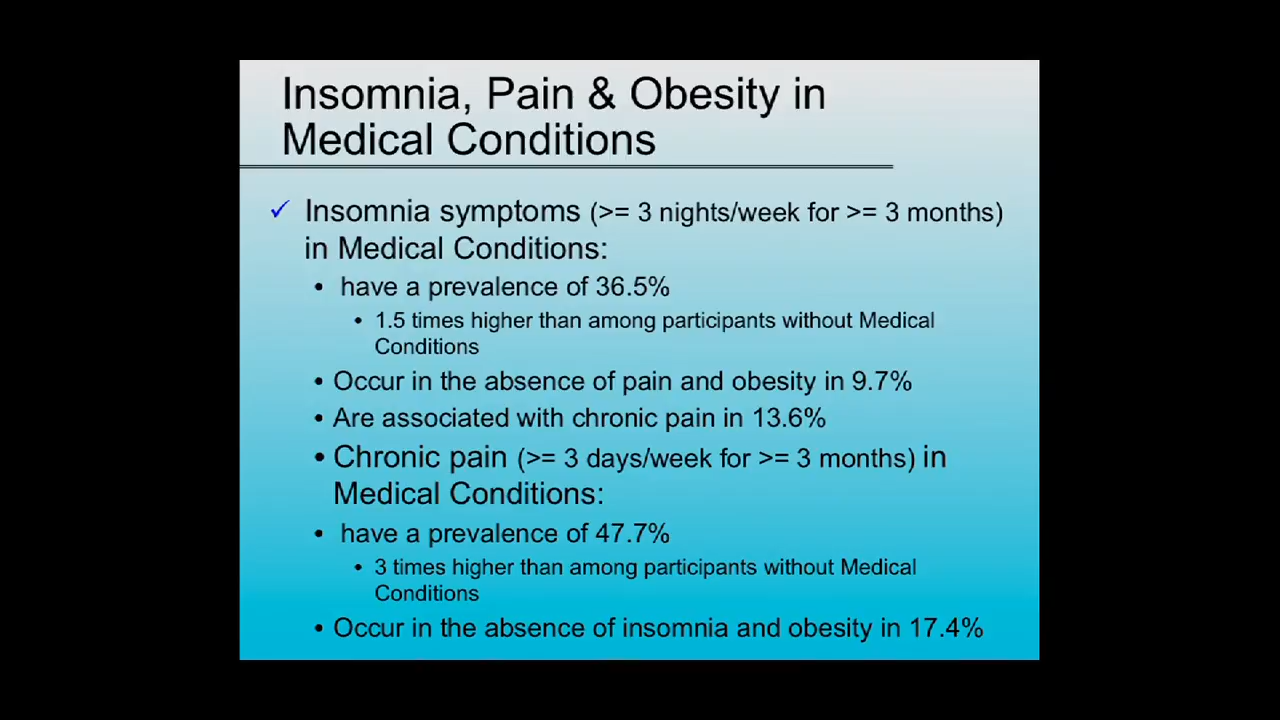 Insomnia, Pain & Obesity in
Medical Conditions
✓ Insomnia symptoms (>= 3 nights/week for >= 3 months)
in Medical Conditions:
• have a prevalence of 36.5%
• 1.5 times higher than among participants without Medical
Conditions
• Occur in the absence of pain and obesity in 9.7%
• Are associated with chronic pain in 13.6%
• Chronic pain (>= 3 days/week for >= 3 months) in
Medical Conditions:
• have a prevalence of 47.7%
• 3 times higher than among participants without Medical
Conditions
• Occur in the absence of insomnia and obesity in 17.4%